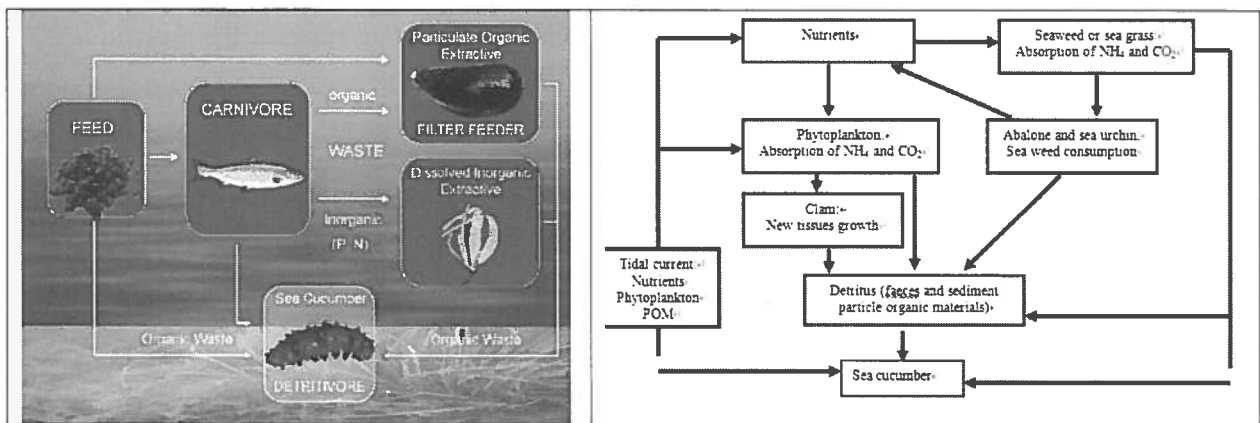 Particulate Organic
Extractive
FILTER FEEDER
FEED
CARNIVORE
organic
WASTE
Inorganic
(P, N)
Dissolved Inorganic
Extractive
Sea Cucumber
DETRITIVORE
Organic Waste
Organic Waste
Nutrients
Seaweed or sea grass
Absorption of NH₄ and CO₂
Phytoplankton:
Absorption of NH₄ and CO₂
Abalone and sea urchin:
Sea weed consumption
Clam:
New tissues growth
Tidal current:
Nutrients
Phytoplankton
POM
Detritus (faeces and sediment
particle organic materials)
Sea cucumber